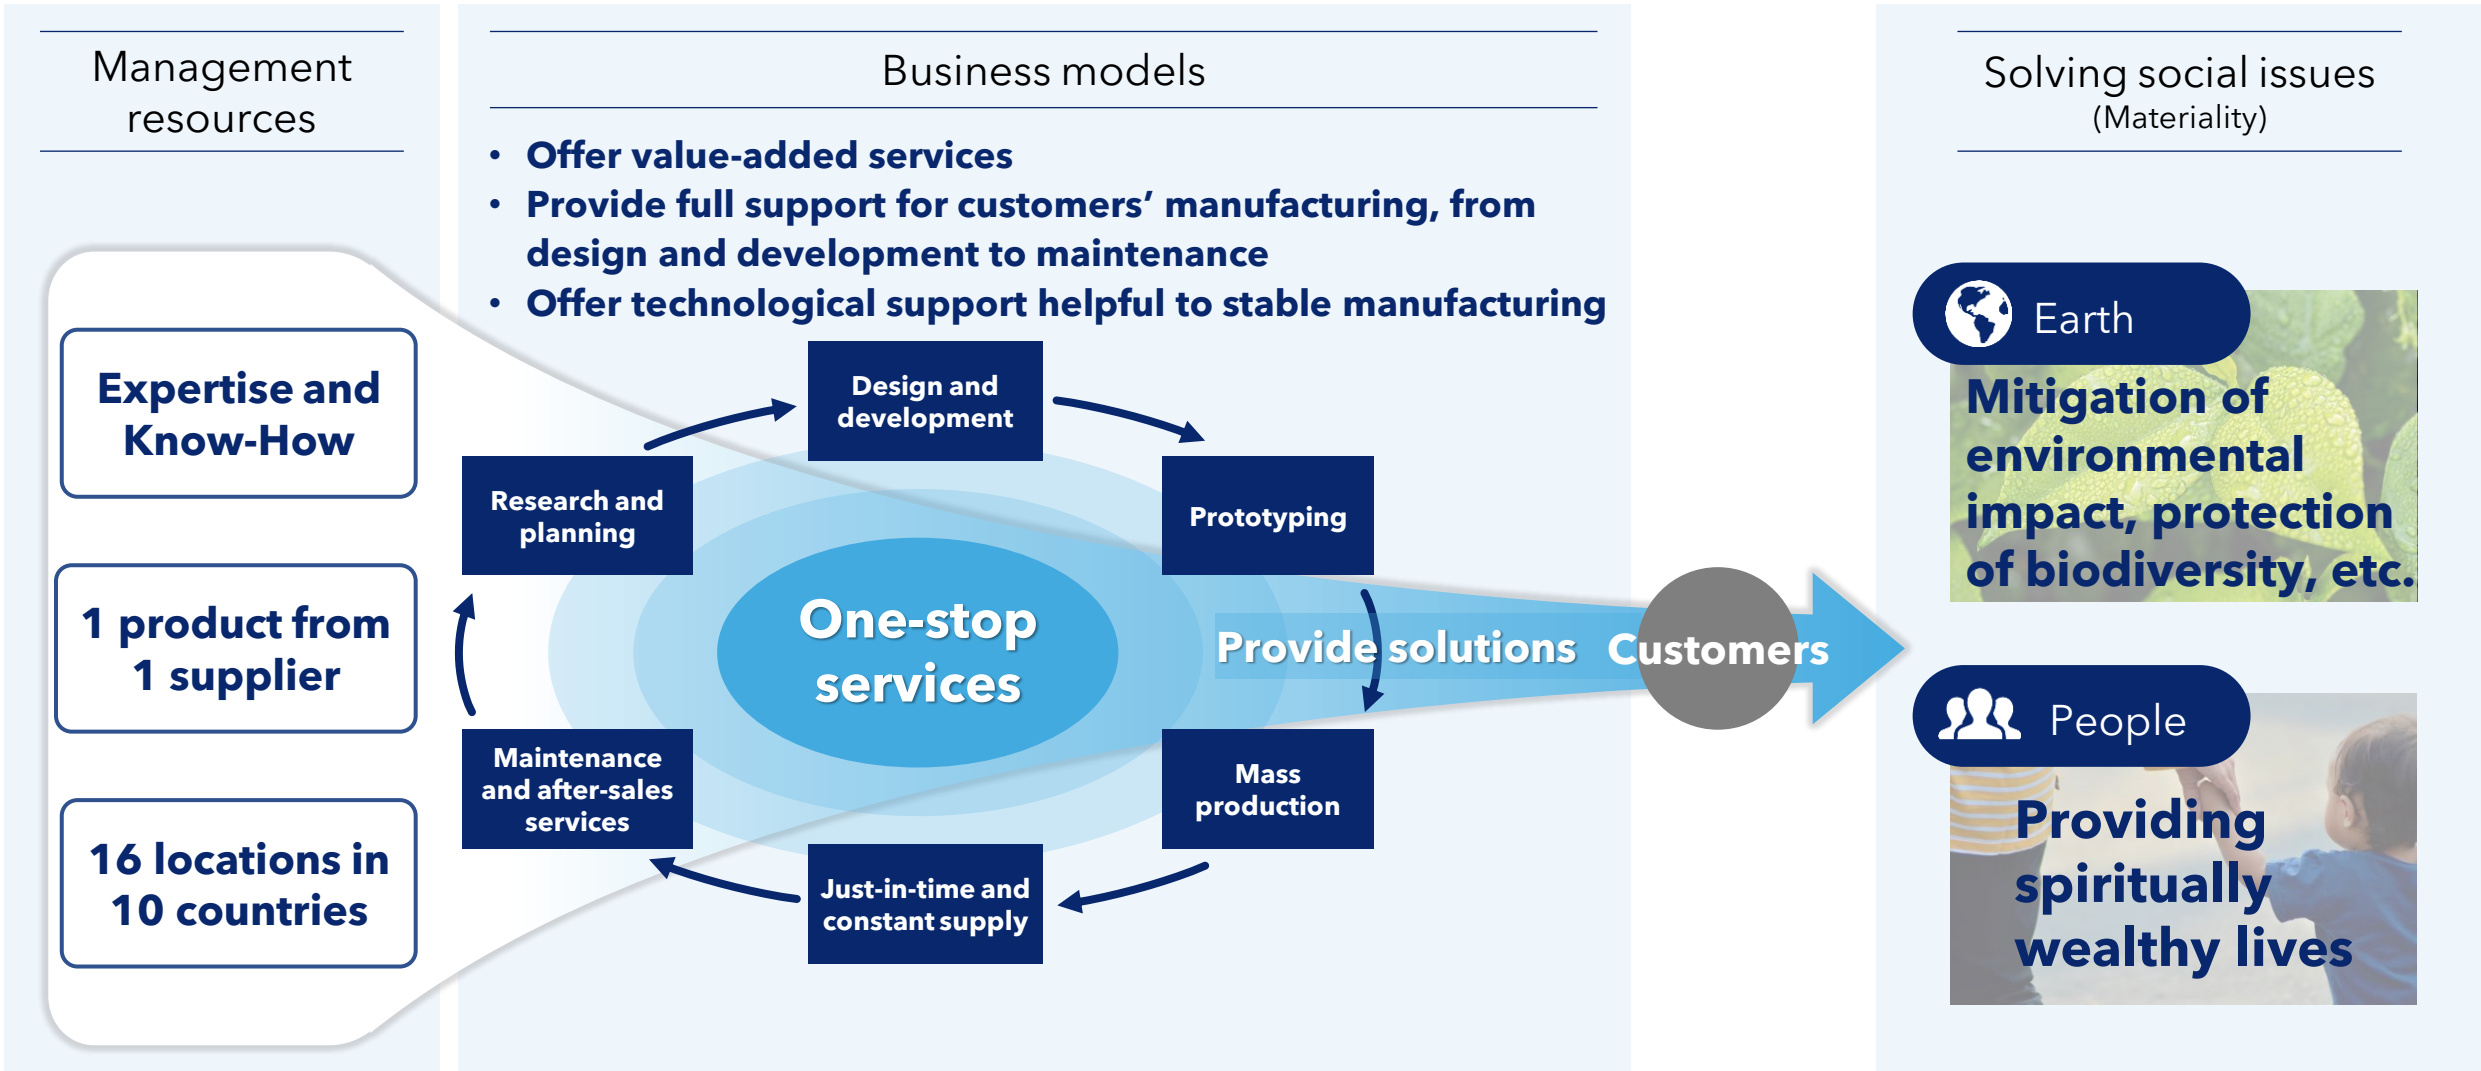 Management
resources
Expertise and
Know-How
1 product from
1 supplier
16 locations in
10 countries
Business models
• Offer value-added services
• Provide full support for customers’ manufacturing, from
design and development to maintenance
• Offer technological support helpful to stable manufacturing
Design and
development
Research and
planning
Prototyping
One-stop
services
Provide solutions
Customers
Maintenance
and after-sales
services
Mass
production
Just-in-time and
constant supply
Solving social issues
(Materiality)
Earth
Mitigation of
environmental
impact, protection
of biodiversity, etc.
People
Providing
spiritually
wealthy lives